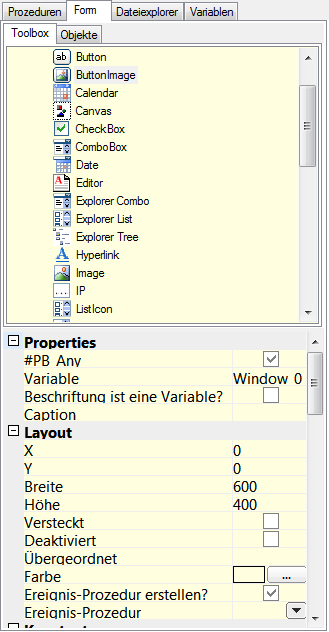 Prozeduren Form Dateiexplorer Variablen
Toolbox Objekte
Button
ButtonImage
Calendar
Canvas
CheckBox
ComboBox
Date
Editor
Explorer Combo
Explorer List
Explorer Tree
Hyperlink
Image
IP
ListIcon
Properties
#PB_Any
Variable Window_0
Beschriftung ist eine Variable?
Caption
Layout
X 0
Y 0
Breite 600
Höhe 400
Versteckt
Deaktiviert
Übergeordnet
Farbe ...
Ereignis-Prozedur erstellen?
Ereignis-Prozedur